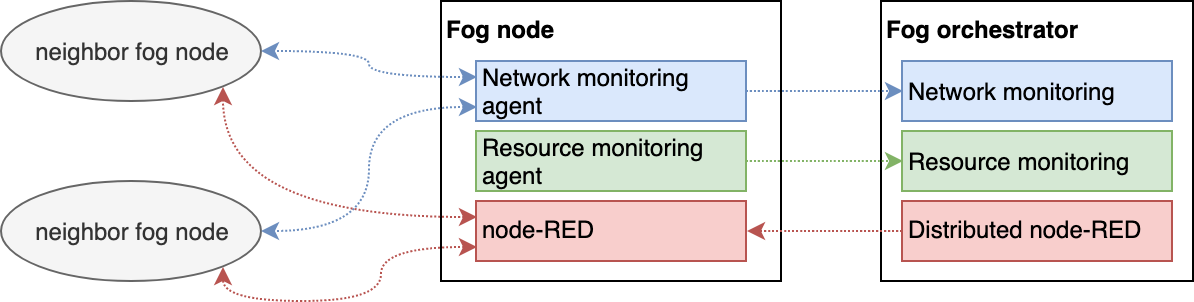 neighbor fog node
neighbor fog node
Fog node
Network monitoring
agent
Resource monitoring
agent
node-RED
Fog orchestrator
Network monitoring
Resource monitoring
Distributed node-RED